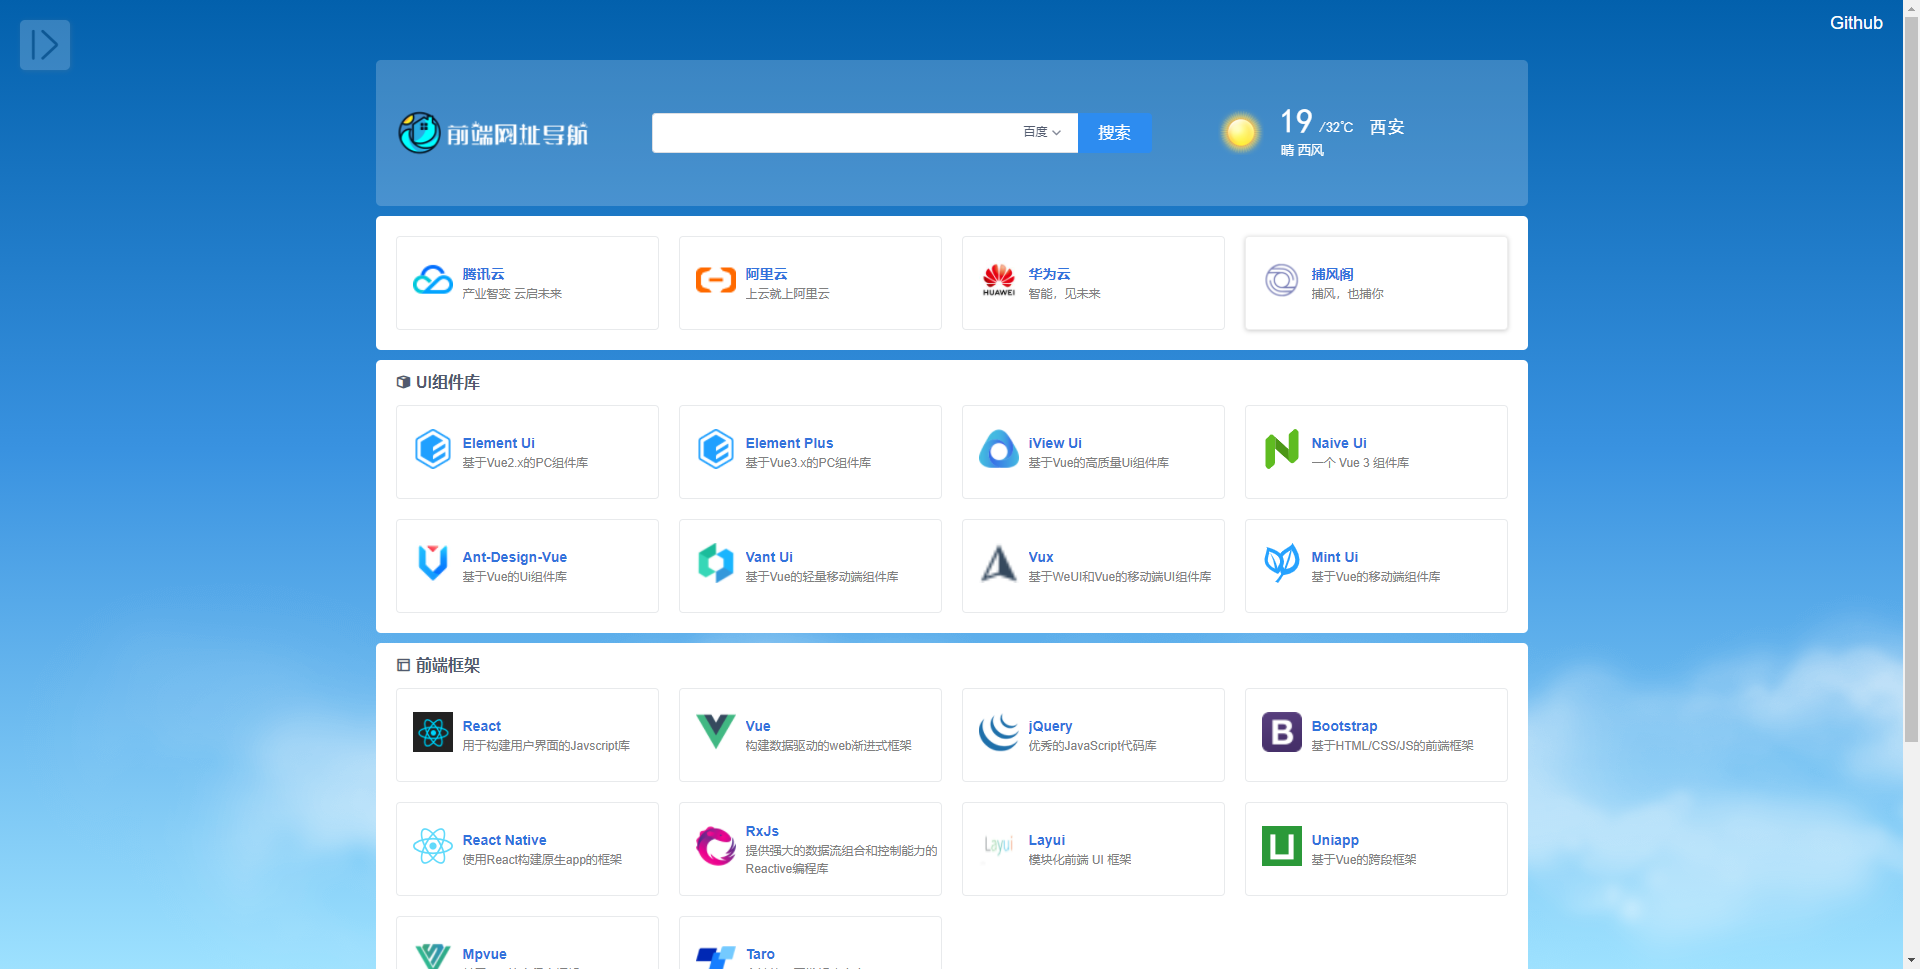 Github
前端网址导航
百度
搜索
19 /32℃ 西安
晴 西风
腾讯云
产业智变 云启未来
阿里云
上云就上阿里云
HUAWEI
华为云
智能，见未来
捕风阁
捕风，也捕你
UI组件库
Element Ui
基于Vue2.x的PC组件库
Element Plus
基于Vue3.x的PC组件库
iView Ui
基于Vue的高质量Ui组件库
Naive Ui
一个 Vue 3 组件库
Ant-Design-Vue
基于Vue的Ui组件库
Vant Ui
基于Vue的轻量移动端组件库
Vux
基于WeUI和Vue的移动端UI组件库
Mint Ui
基于Vue的移动端组件库
前端框架
React
用于构建用户界面的Javscript库
Vue
构建数据驱动的web渐进式框架
jQuery
优秀的JavaScript代码库
B
Bootstrap
基于HTML/CSS/JS的前端框架
React Native
使用React构建原生app的框架
RxJs
提供强大的数据流组合和控制能力的
Reactive编程库
Layui
Layui
模块化前端 UI 框架
Uniapp
基于Vue的跨段框架
Mpvue
Taro